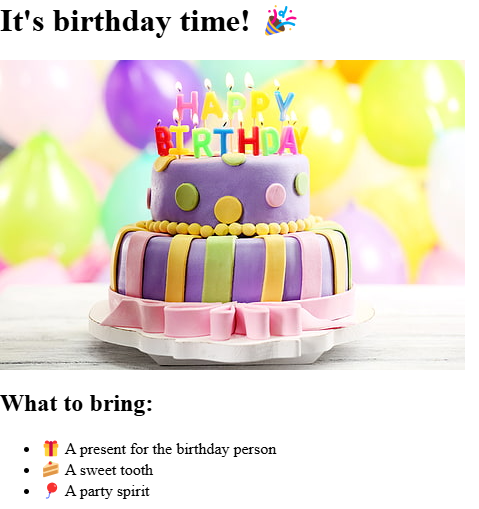 It's birthday time! 🎉
HAPPY
BIRTHDAY
What to bring:
🎁 A present for the birthday person
🍰 A sweet tooth
🎈 A party spirit